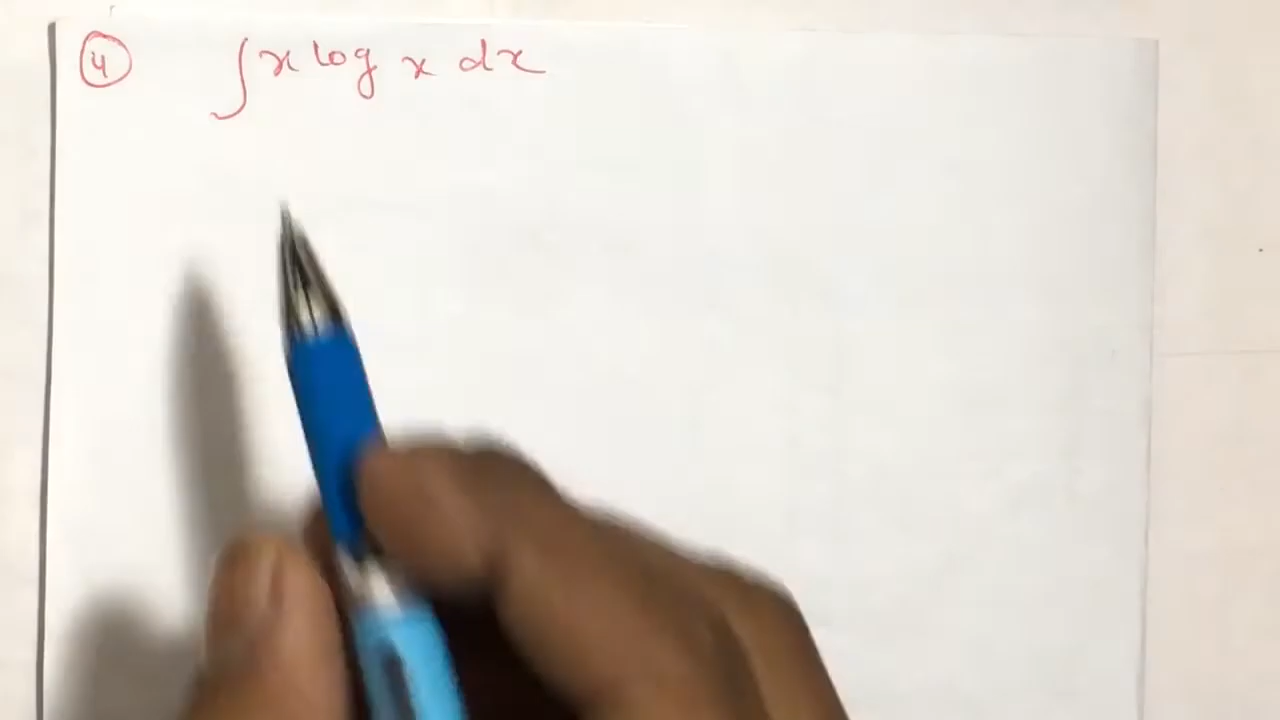 ④ ∫ x log x dx